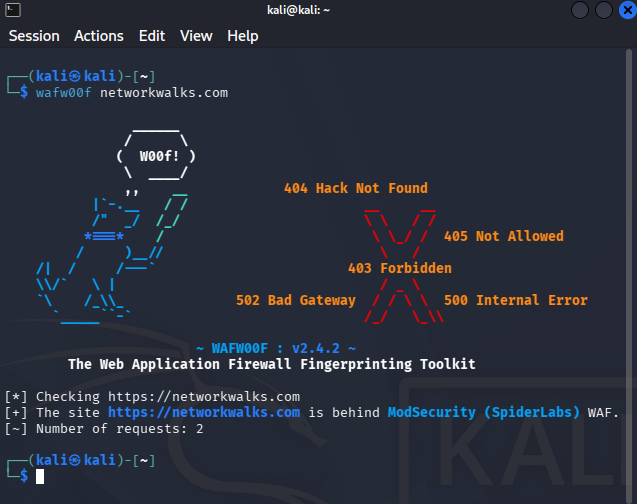 kali@kali: ~
Session Actions Edit View Help
┌──(kali㉿kali)-[~]
└─$ wafw00f networkwalks.com
( W00f! )
404 Hack Not Found
405 Not Allowed
403 Forbidden
502 Bad Gateway 500 Internal Error
~ WAFW00F : v2.4.2 ~
The Web Application Firewall Fingerprinting Toolkit
[*] Checking https://networkwalks.com
[+] The site https://networkwalks.com is behind ModSecurity (SpiderLabs) WAF.
[~] Number of requests: 2
┌──(kali㉿kali)-[~]
└─$
KALI